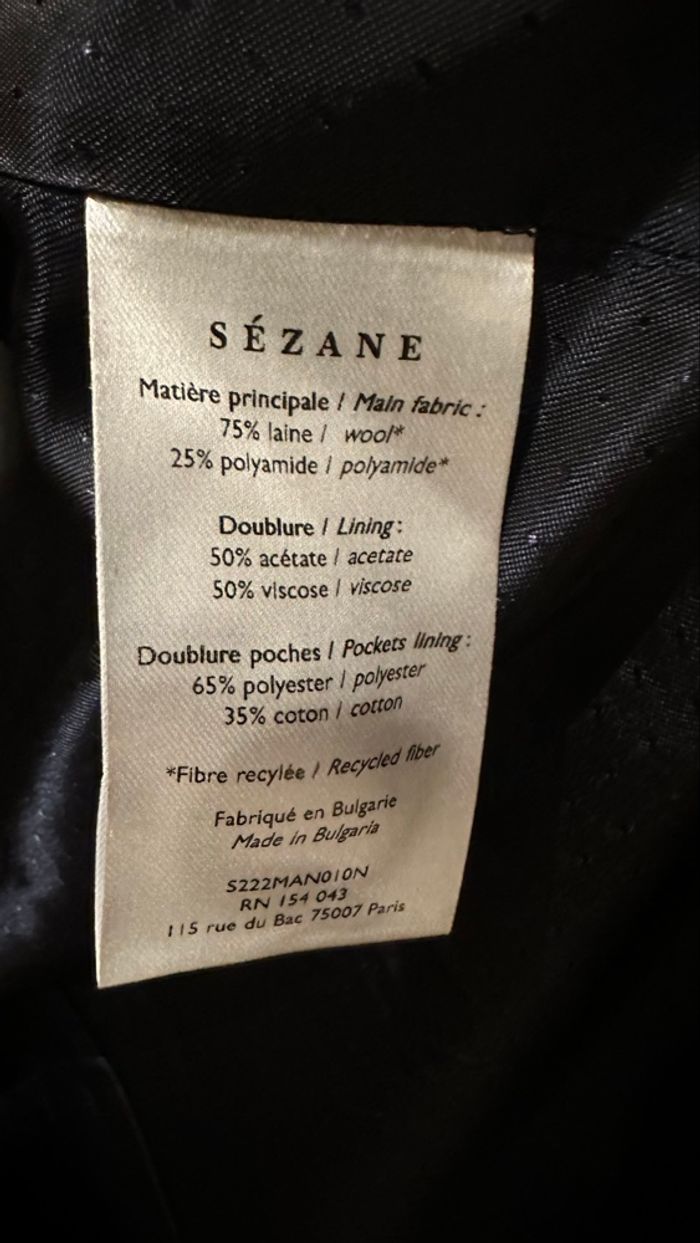 SÉZANE
Matière principale / Main fabric :
75% laine / wool*
25% polyamide / polyamide*
Doublure / Lining :
50% acétate / acetate
50% viscose / viscose
Doublure poches / Pockets lining :
65% polyester / polyester
35% coton / cotton
*Fibre recylée / Recycled fiber
Fabriqué en Bulgarie
Made in Bulgaria
S222MAN010N
RN 154 043
115 rue du Bac 75007 Paris